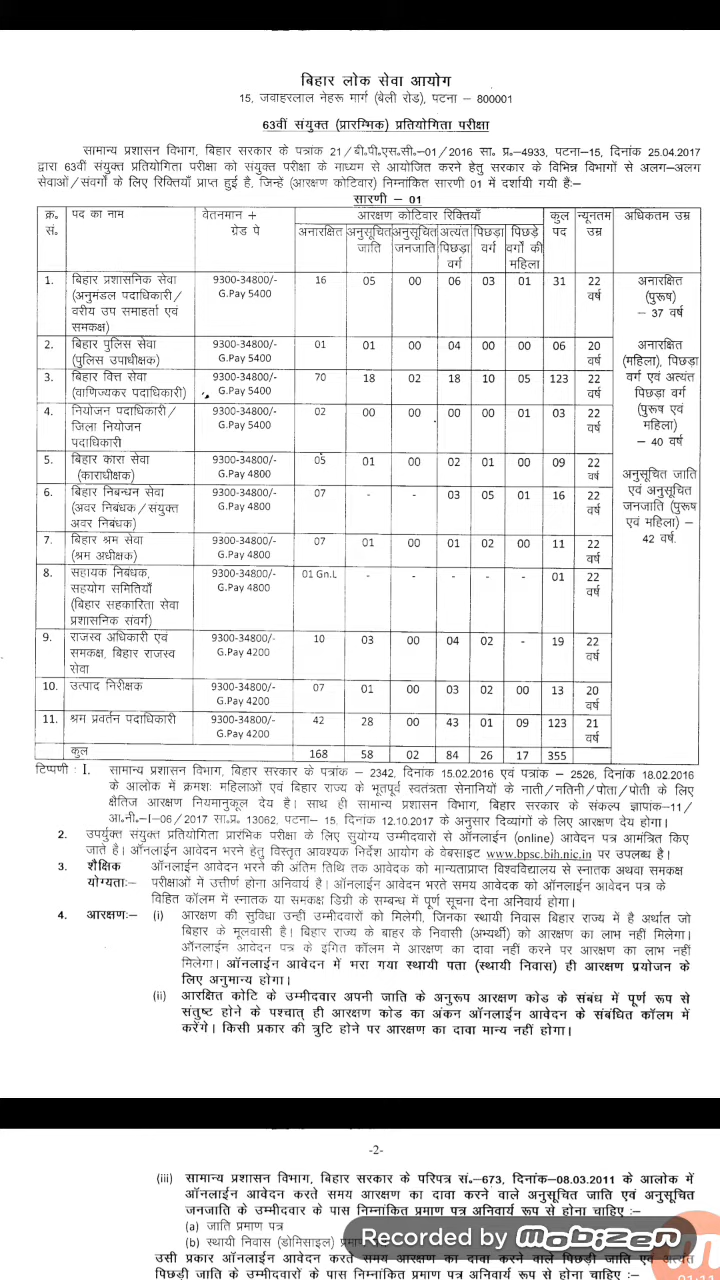 बिहार लोक सेवा आयोग
15, जवाहरलाल नेहरू मार्ग (बेली रोड), पटना – 800001
63वीं संयुक्त (प्रारम्भिक) प्रतियोगिता परीक्षा
सामान्य प्रशासन विभाग, बिहार सरकार के पत्रांक 21/बी.पी.एस.सी.–01/2016 सा. प्र.–4933, पटना–15, दिनांक 25.04.2017
द्वारा 63वीं संयुक्त प्रतियोगिता परीक्षा को संयुक्त परीक्षा के माध्यम से आयोजित करने हेतु सरकार के विभिन्न विभागों से अलग–अलग
सेवाओं/संवर्गो के लिए रिक्तियाँ प्राप्त हुई है, जिन्हें (आरक्षण कोटिवार) निम्नांकित सारणी 01 में दर्शायी गयी हैः–
सारणी – 01
क्र. पद का नाम वेतनमान + आरक्षण कोटिवार रिक्तियाँ कुल न्यूनतम अधिकतम उम्र
सं. ग्रेड पे अनारक्षित अनुसूचित अनुसूचित अत्यंत पिछड़ा पिछड़े पद उम्र
जाति जनजाति पिछड़ा वर्ग वर्गों की
वर्ग महिला
1. बिहार प्रशासनिक सेवा 9300-34800/- 16 05 00 06 03 01 31 22 अनारक्षित
(अनुमंडल पदाधिकारी/ G.Pay 5400 वर्ष (पुरूष)
वरीय उप समाहर्ता एवं – 37 वर्ष
समकक्ष)
2. बिहार पुलिस सेवा 9300-34800/- 01 01 00 04 00 00 06 20 अनारक्षित
(पुलिस उपाधीक्षक) G.Pay 5400 वर्ष (महिला), पिछड़ा
3. बिहार वित्त सेवा 9300-34800/- 70 18 02 18 10 05 123 22 वर्ग एवं अत्यंत
(वाणिज्यकर पदाधिकारी) G.Pay 5400 वर्ष पिछड़ा वर्ग
4. नियोजन पदाधिकारी/ 9300-34800/- 02 00 00 00 00 01 03 22 (पुरूष एवं
जिला नियोजन G.Pay 5400 वर्ष महिला)
पदाधिकारी – 40 वर्ष
5. बिहार कारा सेवा 9300-34800/- 05 01 00 02 01 00 09 22
(काराधीक्षक) G.Pay 4800 वर्ष अनुसूचित जाति
6. बिहार निबन्धन सेवा 9300-34800/- 07 - - 03 05 01 16 22 एवं अनुसूचित
(अवर निबंधक/संयुक्त G.Pay 4800 वर्ष जनजाति (पुरूष
अवर निबंधक) एवं महिला) –
7. बिहार श्रम सेवा 9300-34800/- 07 01 00 01 02 00 11 22 42 वर्ष.
(श्रम अधीक्षक) G.Pay 4800 वर्ष
8. सहायक निबंधक, 9300-34800/- 01 Gn.L - - - - - 01 22
सहयोग समितियाँ G.Pay 4800 वर्ष
(बिहार सहकारिता सेवा
प्रशासनिक संवर्ग)
9. राजस्व अधिकारी एवं 9300-34800/- 10 03 00 04 02 - 19 22
समकक्ष, बिहार राजस्व G.Pay 4200 वर्ष
सेवा
10. उत्पाद निरीक्षक 9300-34800/- 07 01 00 03 02 00 13 20
G.Pay 4200 वर्ष
11. श्रम प्रवर्तन पदाधिकारी 9300-34800/- 42 28 00 43 01 09 123 21
G.Pay 4200 वर्ष
कुल 168 58 02 84 26 17 355
टिप्पणी : I. सामान्य प्रशासन विभाग, बिहार सरकार के पत्रांक – 2342, दिनांक 15.02.2016 एवं पत्रांक – 2526, दिनांक 18.02.2016
के आलोक में क्रमशः महिलाओं एवं बिहार राज्य के भूतपूर्व स्वतंत्रता सेनानियों के नाती/नतिनी/पोता/पोती के लिए
क्षैतिज आरक्षण नियमानुकूल देय है। साथ ही सामान्य प्रशासन विभाग, बिहार सरकार के संकल्प ज्ञापांक–11/
आ.नी.–I–06/2017 सा.प्र. 13062, पटना– 15, दिनांक 12.10.2017 के अनुसार दिव्यांगों के लिए आरक्षण देय होगा।
2. उपर्युक्त संयुक्त प्रतियोगिता प्रारंभिक परीक्षा के लिए सुयोग्य उम्मीदवारों से ऑनलाईन (online) आवेदन पत्र आमंत्रित किए
जाते है। ऑनलाईन आवेदन भरने हेतु विस्तृत आवश्यक निर्देश आयोग के वेबसाइट www.bpsc.bih.nic.in पर उपलब्ध है।
3. शैक्षिक ऑनलाईन आवेदन भरने की अंतिम तिथि तक आवेदक को मान्यताप्राप्त विश्वविद्यालय से स्नातक अथवा समकक्ष
योग्यताः– परीक्षाओं में उत्तीर्ण होना अनिवार्य है। ऑनलाईन आवेदन भरते समय आवेदक को ऑनलाईन आवेदन पत्र के
विहित कॉलम में स्नातक या समकक्ष डिग्री के सम्बन्ध में पूर्ण सूचना देना अनिवार्य होगा।
4. आरक्षणः– (i) आरक्षण की सुविधा उन्हीं उम्मीदवारों को मिलेगी, जिनका स्थायी निवास बिहार राज्य में है अर्थात जो
बिहार के मूलवासी है। बिहार राज्य के बाहर के निवासी (अभ्यर्थी) को आरक्षण का लाभ नहीं मिलेगा।
ऑनलाईन आवेदन पत्र के इंगित कॉलम में आरक्षण का दावा नहीं करने पर आरक्षण का लाभ नहीं
मिलेगा। ऑनलाईन आवेदन में भरा गया स्थायी पता (स्थायी निवास) ही आरक्षण प्रयोजन के
लिए अनुमान्य होगा।
(ii) आरक्षित कोटि के उम्मीदवार अपनी जाति के अनुरूप आरक्षण कोड के संबंध में पूर्ण रूप से
संतुष्ट होने के पश्चात् ही आरक्षण कोड का अंकन ऑनलाईन आवेदन के संबंधित कॉलम में
करेंगे। किसी प्रकार की त्रुटि होने पर आरक्षण का दावा मान्य नहीं होगा।
-2-
(iii) सामान्य प्रशासन विभाग, बिहार सरकार के परिपत्र सं.–673, दिनांक–08.03.2011 के आलोक में
ऑनलाईन आवेदन करते समय आरक्षण का दावा करने वाले अनुसूचित जाति एवं अनुसूचित
जनजाति के उम्मीदवार के पास निम्नांकित प्रमाण पत्र अनिवार्य रूप से होना चाहिए :–
(a) जाति प्रमाण पत्र
(b) स्थायी निवास (डोमिसाइल)
Recorded by MOBIZEN
उसी प्रकार ऑनलाईन आवेदन करते समय आरक्षण का दावा करने वाले पिछड़ी जाति एवं अत्यंत
पिछड़ी जाति के उम्मीदवारों के पास निम्नांकित प्रमाण पत्र अनिवार्य रूप से होना चाहिए :–